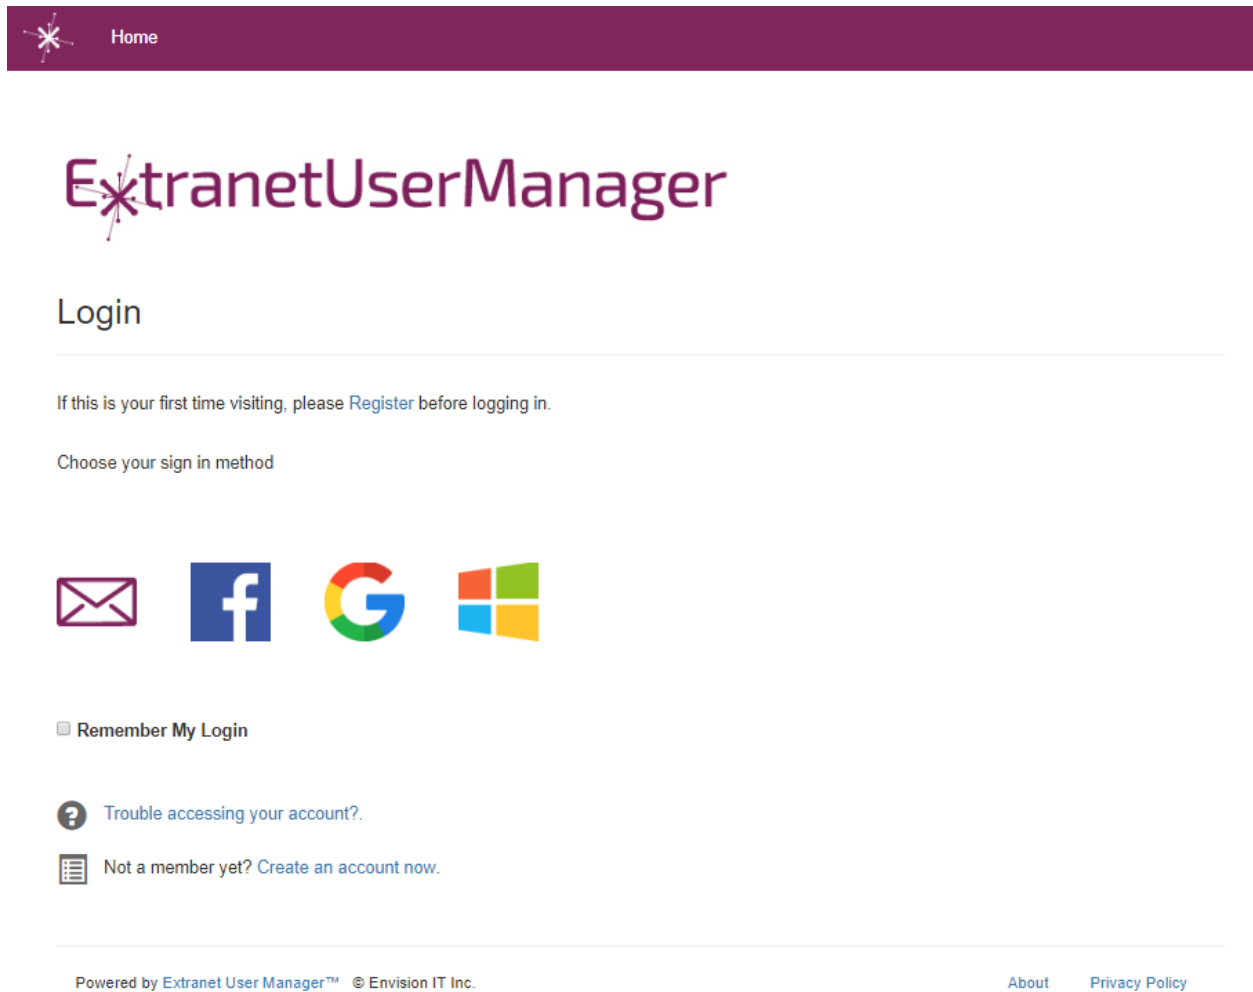 Home
ExtranetUserManager
Login
If this is your first time visiting, please Register before logging in.
Choose your sign in method
Remember My Login
Trouble accessing your account?.
Not a member yet? Create an account now.
Powered by Extranet User Manager™ © Envision IT Inc.
About Privacy Policy